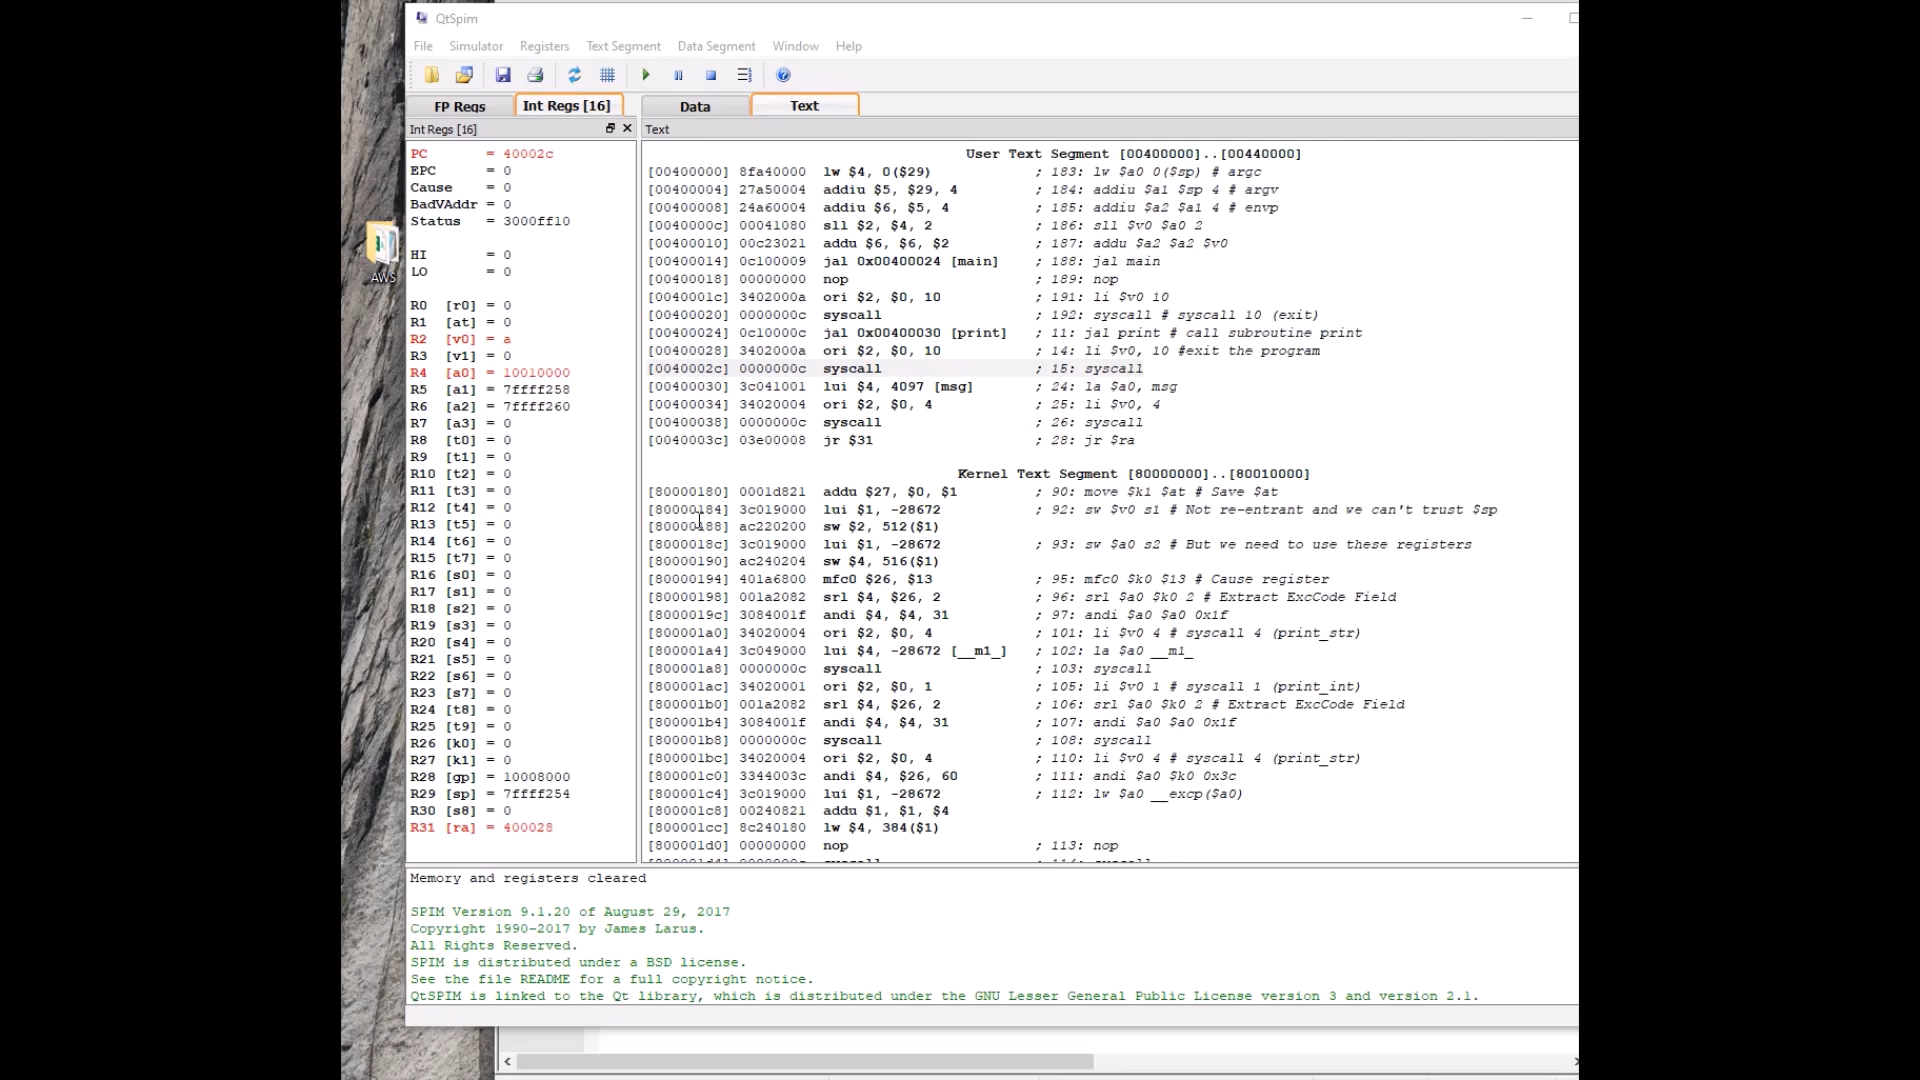 QtSpim
File Simulator Registers Text Segment Data Segment Window Help
FP Regs Int Regs [16] Data Text
Int Regs [16] Text
PC = 40002c
EPC = 0
Cause = 0
BadVAddr = 0
Status = 3000ff10
HI = 0
LO = 0
R0 [r0] = 0
R1 [at] = 0
R2 [v0] = a
R3 [v1] = 0
R4 [a0] = 10010000
R5 [a1] = 7ffff258
R6 [a2] = 7ffff260
R7 [a3] = 0
R8 [t0] = 0
R9 [t1] = 0
R10 [t2] = 0
R11 [t3] = 0
R12 [t4] = 0
R13 [t5] = 0
R14 [t6] = 0
R15 [t7] = 0
R16 [s0] = 0
R17 [s1] = 0
R18 [s2] = 0
R19 [s3] = 0
R20 [s4] = 0
R21 [s5] = 0
R22 [s6] = 0
R23 [s7] = 0
R24 [t8] = 0
R25 [t9] = 0
R26 [k0] = 0
R27 [k1] = 0
R28 [gp] = 10008000
R29 [sp] = 7ffff254
R30 [s8] = 0
R31 [ra] = 400028
User Text Segment [00400000]..[00440000]
[00400000] 8fa40000 lw $4, 0($29) ; 183: lw $a0 0($sp) # argc
[00400004] 27a50004 addiu $5, $29, 4 ; 184: addiu $a1 $sp 4 # argv
[00400008] 24a60004 addiu $6, $5, 4 ; 185: addiu $a2 $a1 4 # envp
[0040000c] 00041080 sll $2, $4, 2 ; 186: sll $v0 $a0 2
[00400010] 00c23021 addu $6, $6, $2 ; 187: addu $a2 $a2 $v0
[00400014] 0c100009 jal 0x00400024 [main] ; 188: jal main
[00400018] 00000000 nop ; 189: nop
[0040001c] 3402000a ori $2, $0, 10 ; 191: li $v0 10
[00400020] 0000000c syscall ; 192: syscall # syscall 10 (exit)
[00400024] 0c10000c jal 0x00400030 [print] ; 11: jal print # call subroutine print
[00400028] 3402000a ori $2, $0, 10 ; 14: li $v0, 10 #exit the program
[0040002c] 0000000c syscall ; 15: syscall
[00400030] 3c041001 lui $4, 4097 [msg] ; 24: la $a0, msg
[00400034] 34020004 ori $2, $0, 4 ; 25: li $v0, 4
[00400038] 0000000c syscall ; 26: syscall
[0040003c] 03e00008 jr $31 ; 28: jr $ra
Kernel Text Segment [80000000]..[80010000]
[80000180] 0001d821 addu $27, $0, $1 ; 90: move $k1 $at # Save $at
[80000184] 3c019000 lui $1, -28672 ; 92: sw $v0 s1 # Not re-entrant and we can't trust $sp
[80000188] ac220200 sw $2, 512($1)
[8000018c] 3c019000 lui $1, -28672 ; 93: sw $a0 s2 # But we need to use these registers
[80000190] ac240204 sw $4, 516($1)
[80000194] 401a6800 mfc0 $26, $13 ; 95: mfc0 $k0 $13 # Cause register
[80000198] 001a2082 srl $4, $26, 2 ; 96: srl $a0 $k0 2 # Extract ExcCode Field
[8000019c] 3084001f andi $4, $4, 31 ; 97: andi $a0 $a0 0x1f
[800001a0] 34020004 ori $2, $0, 4 ; 101: li $v0 4 # syscall 4 (print_str)
[800001a4] 3c049000 lui $4, -28672 [__m1_] ; 102: la $a0 __m1_
[800001a8] 0000000c syscall ; 103: syscall
[800001ac] 34020001 ori $2, $0, 1 ; 105: li $v0 1 # syscall 1 (print_int)
[800001b0] 001a2082 srl $4, $26, 2 ; 106: srl $a0 $k0 2 # Extract ExcCode Field
[800001b4] 3084001f andi $4, $4, 31 ; 107: andi $a0 $a0 0x1f
[800001b8] 0000000c syscall ; 108: syscall
[800001bc] 34020004 ori $2, $0, 4 ; 110: li $v0 4 # syscall 4 (print_str)
[800001c0] 3344003c andi $4, $26, 60 ; 111: andi $a0 $k0 0x3c
[800001c4] 3c019000 lui $1, -28672 ; 112: lw $a0 __excp($a0)
[800001c8] 00240821 addu $1, $1, $4
[800001cc] 8c240180 lw $4, 384($1)
[800001d0] 00000000 nop ; 113: nop
Memory and registers cleared
SPIM Version 9.1.20 of August 29, 2017
Copyright 1990-2017 by James Larus.
All Rights Reserved.
SPIM is distributed under a BSD license.
See the file README for a full copyright notice.
QtSPIM is linked to the Qt library, which is distributed under the GNU Lesser General Public License version 3 and version 2.1.
AWS